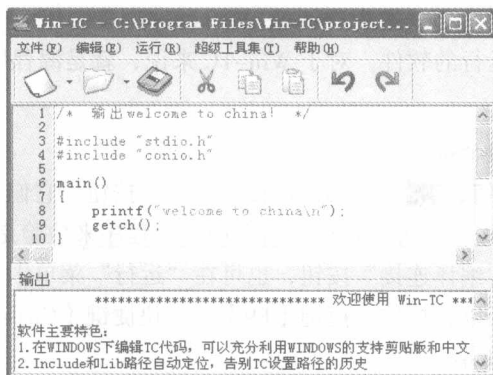 Win-TC - C:\Program Files\Win-TC\project...
文件(F) 编辑(E) 运行(R) 超级工具集(T) 帮助(H)
1 /* 输出welcome to china! */
2
3 #include "stdio.h"
4 #include "conio.h"
5
6 main()
7 {
8 printf("welcome to china\n");
9 getch();
10 }
输出
***************************** 欢迎使用 Win-TC ***
软件主要特色:
1.在WINDOWS下编辑TC代码，可以充分利用WINDOWS的支持剪贴版和中文
2.Include和Lib路径自动定位，告别TC设置路径的历史